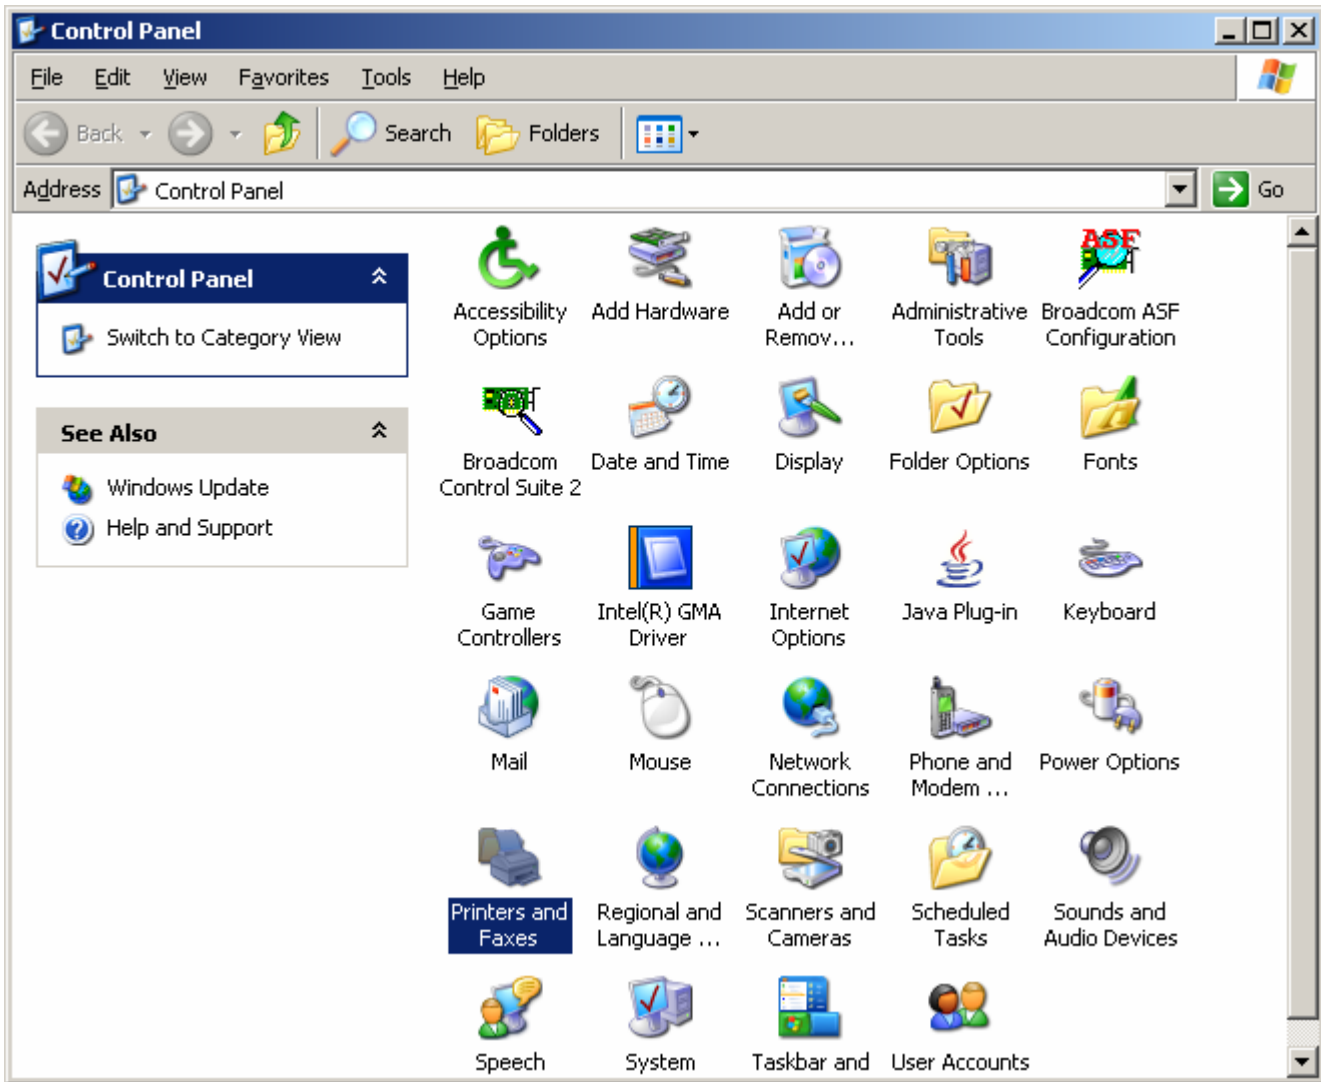 Control Panel
File Edit View Favorites Tools Help
Back Search Folders
Address Control Panel Go
Control Panel
Switch to Category View
See Also
Windows Update
Help and Support
Accessibility Options
Add Hardware
Add or Remov...
Administrative Tools
ASF
Broadcom ASF Configuration
Broadcom Control Suite 2
Date and Time
Display
Folder Options
Fonts
Game Controllers
Intel(R) GMA Driver
Internet Options
Java Plug-in
Keyboard
Mail
Mouse
Network Connections
Phone and Modem ...
Power Options
Printers and Faxes
Regional and Language ...
Scanners and Cameras
Scheduled Tasks
Sounds and Audio Devices
Speech
System
Taskbar and
User Accounts